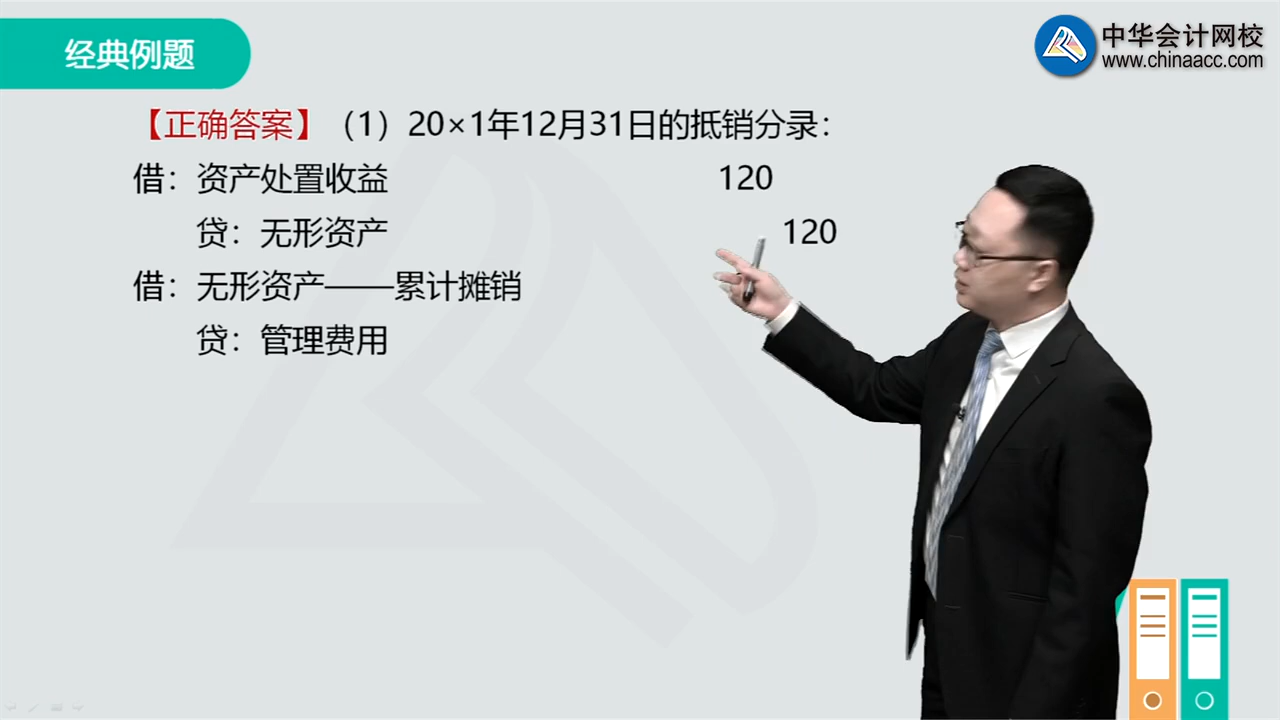 经典例题
中华会计网校
www.chinaacc.com
【正确答案】（1）20×1年12月31日的抵销分录：
借：资产处置收益 120
贷：无形资产 120
借：无形资产——累计摊销
贷：管理费用